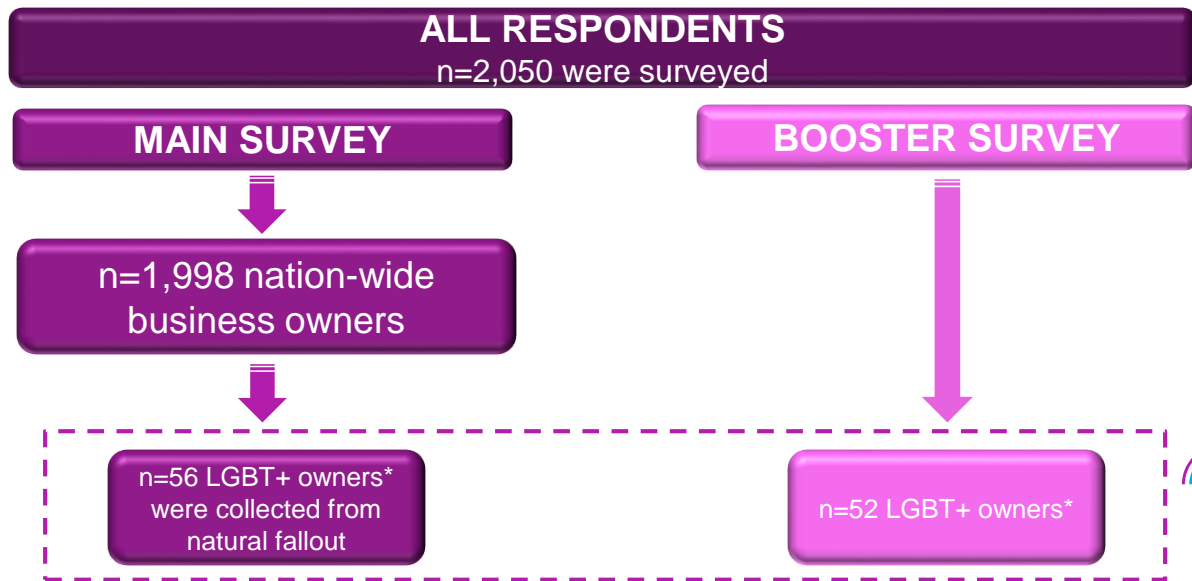 ALL RESPONDENTS
n=2,050 were surveyed
MAIN SURVEY
BOOSTER SURVEY
n=1,998 nation-wide
business owners
n=56 LGBT+ owners*
were collected from
natural fallout
n=52 LGBT+ owners*